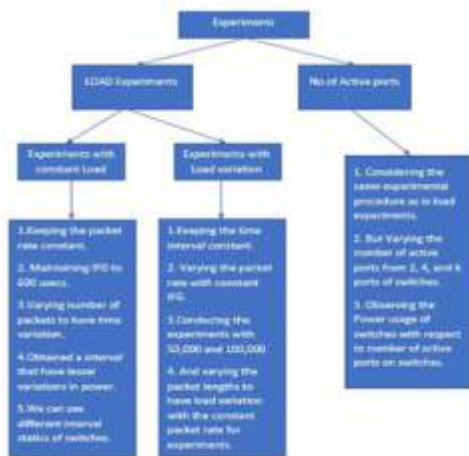 Experiments
LOAD Experiments
No.of Active ports
Experiments with
constant Load
Experiments with
Load variation
1.Keeping the packet
rate constant.
2. Maintaining IFG to
600 usecs.
3.Varying number of
packets to have time
variation.
4.Obtained a interval
that have lesser
variations in power.
5.We can see
different interval
statics of switches.
1.Keeping the time
interval constant.
2. Varying the packet
rate with constant
IFG.
3.Conducting the
experiments with
50,000 and 100,000.
4. And varying the
packet lengths to
have load variation
with the constant
packet rate for
experiments.
1. Considering the
same experimental
procedure as in load
experiments.
2. But Varying the
number of active
ports from 2, 4, and 6
ports of switches.
3. Observing the
Power usage of
switches with respect
to number of active
ports on switches.